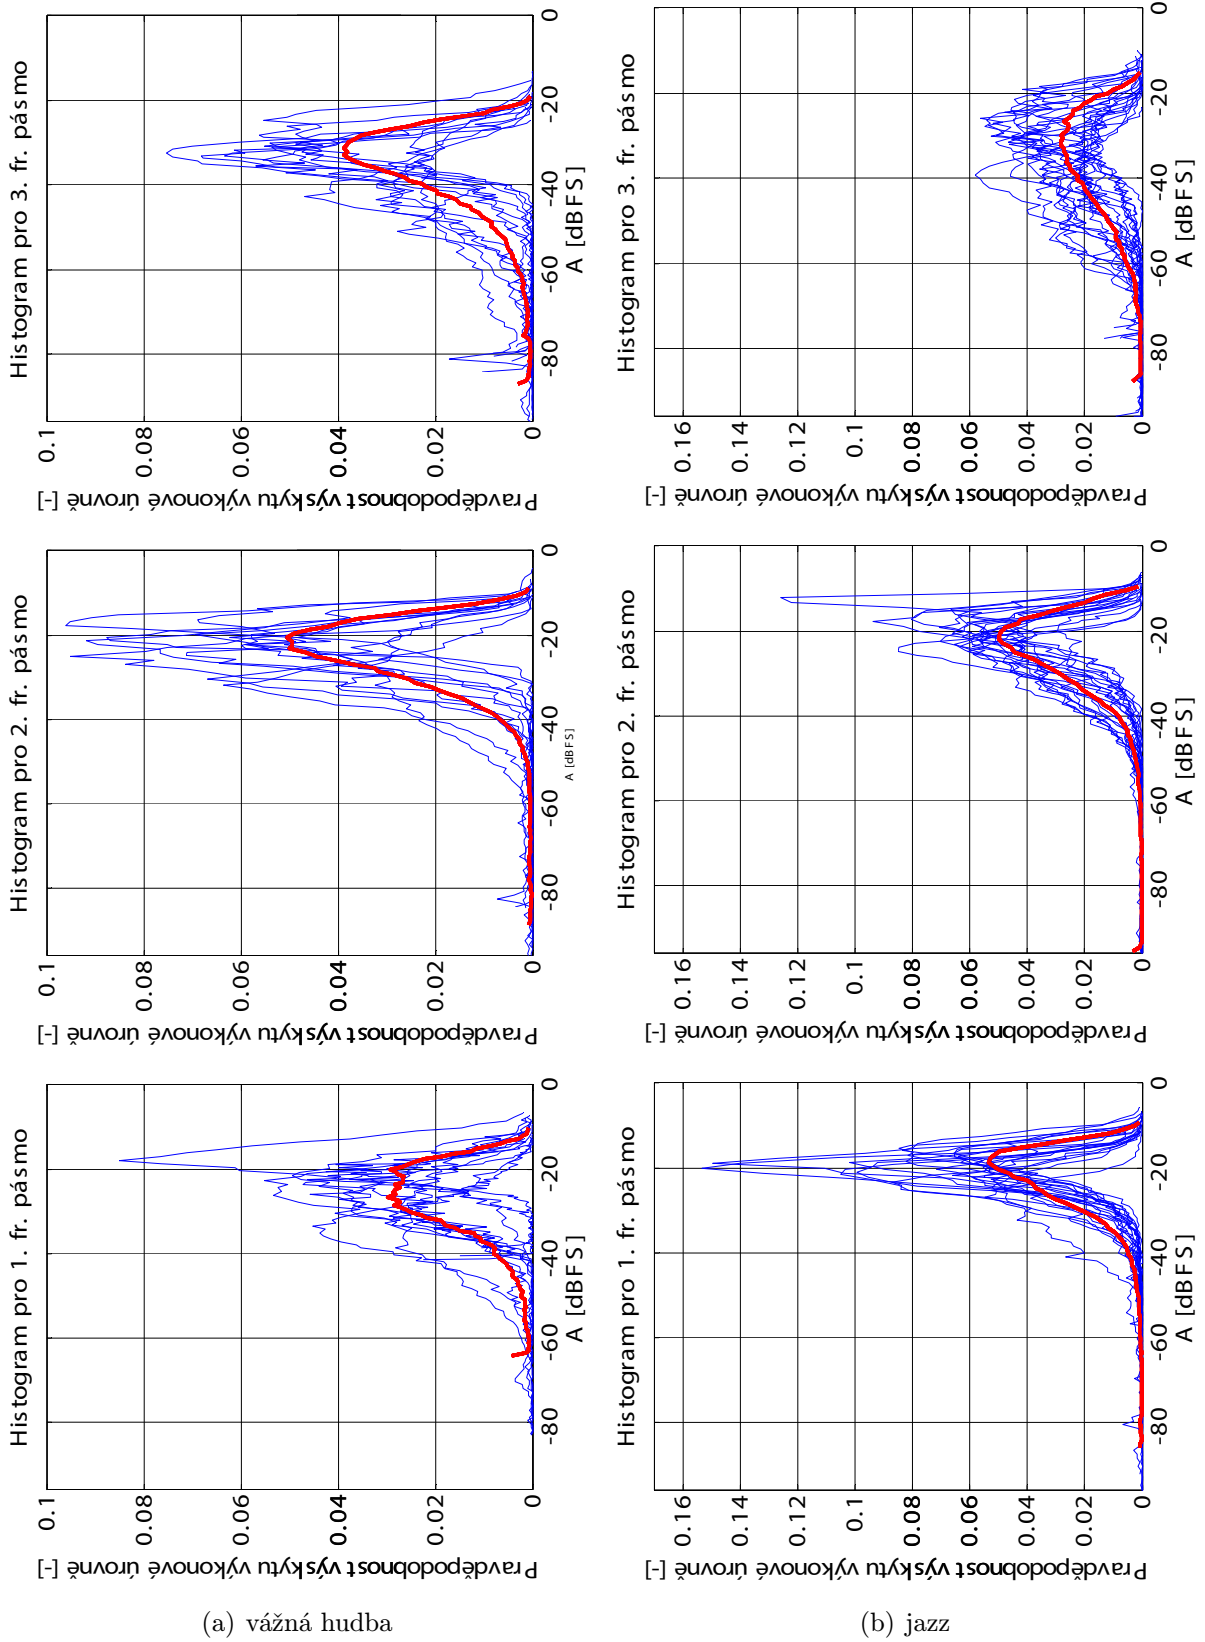 Histogram pro 1. fr. pásmo
Pravděpodobnost výskytu výkonové úrovně [-]
0.1
0.08
0.06
0.04
0.02
0
-80 -60 -40 -20 0
A [dBFS]
Histogram pro 2. fr. pásmo
Pravděpodobnost výskytu výkonové úrovně [-]
0.1
0.08
0.06
0.04
0.02
0
-80 -60 -40 -20 0
A [dBFS]
Histogram pro 3. fr. pásmo
Pravděpodobnost výskytu výkonové úrovně [-]
0.1
0.08
0.06
0.04
0.02
0
-80 -60 -40 -20 0
A [dBFS]
(a) vážná hudba
Histogram pro 1. fr. pásmo
Pravděpodobnost výskytu výkonové úrovně [-]
0.16
0.14
0.12
0.1
0.08
0.06
0.04
0.02
0
-80 -60 -40 -20 0
A [dBFS]
Histogram pro 2. fr. pásmo
Pravděpodobnost výskytu výkonové úrovně [-]
0.16
0.14
0.12
0.1
0.08
0.06
0.04
0.02
0
-80 -60 -40 -20 0
A [dBFS]
Histogram pro 3. fr. pásmo
Pravděpodobnost výskytu výkonové úrovně [-]
0.16
0.14
0.12
0.1
0.08
0.06
0.04
0.02
0
-80 -60 -40 -20 0
A [dBFS]
(b) jazz